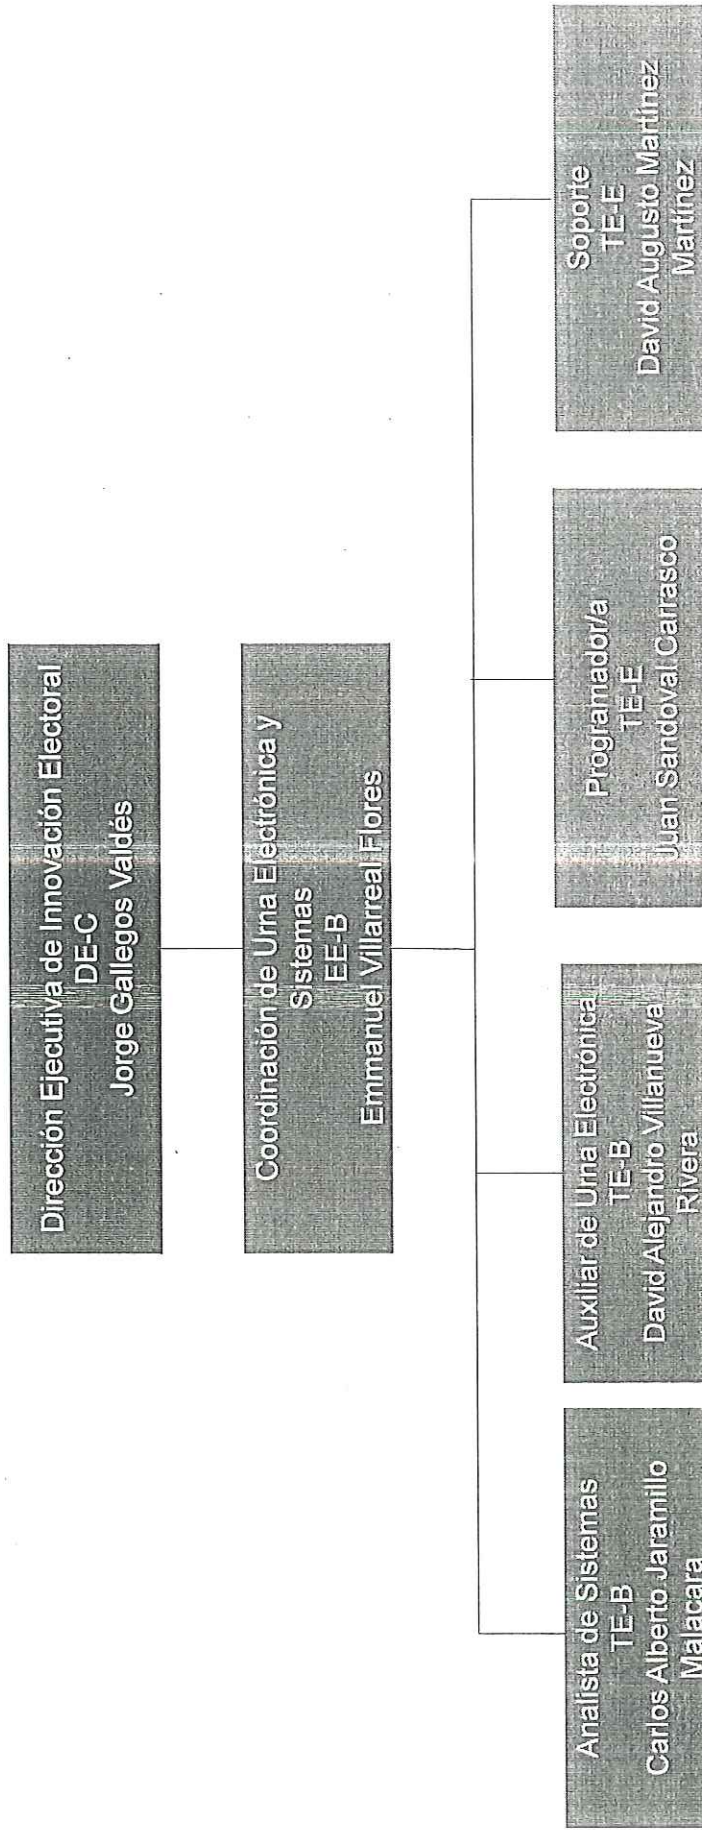 Dirección Ejecutiva de Innovación Electoral
DE-C
Jorge Gallegos Valdés
Coordinación de Urna Electrónica y
Sistemas
EE-B
Emmanuel Villarreal Flores
Analista de Sistemas
TE-B
Carlos Alberto Jaramillo
Malacara
Auxiliar de Urna Electrónica
TE-B
David Alejandro Villanueva
Rivera
Programador/a
TE-E
Juan Sandoval Carrasco
Soporte
TE-E
David Augusto Martínez
Martínez